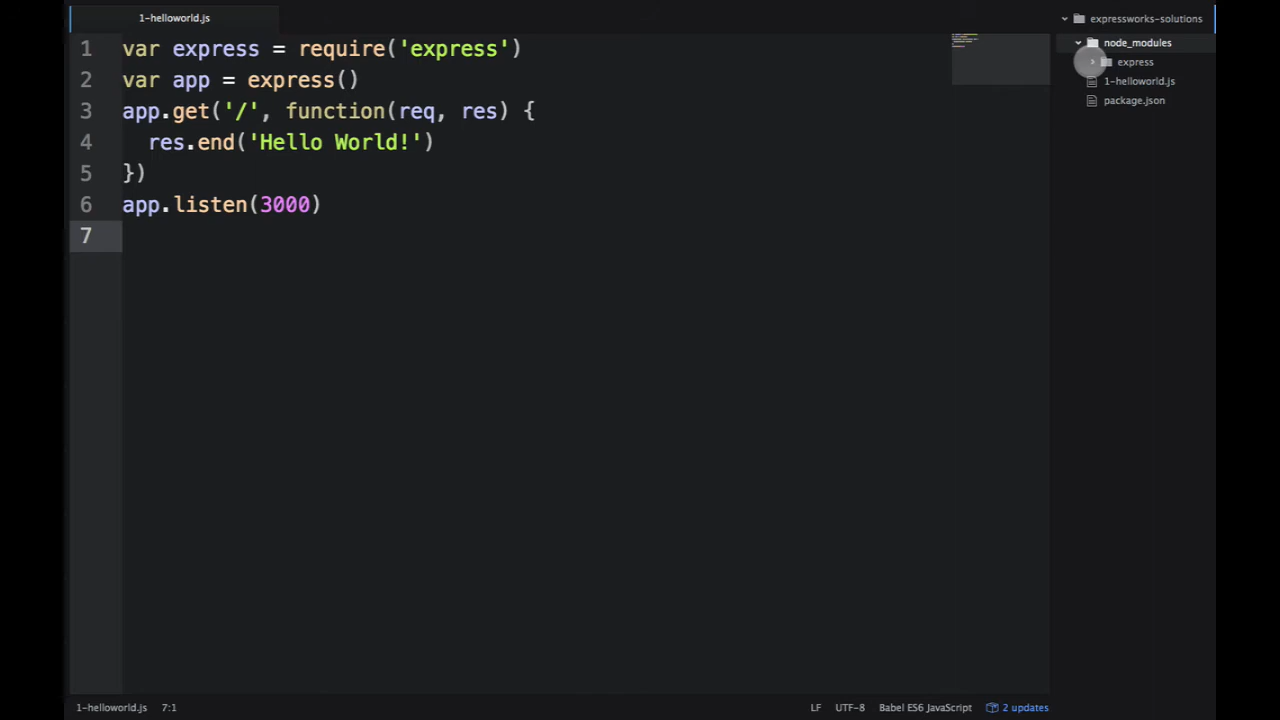 1-helloworld.js
1 var express = require('express')
2 var app = express()
3 app.get('/', function(req, res) {
4 res.end('Hello World!')
5 })
6 app.listen(3000)
7
expressworks-solutions
node_modules
express
1-helloworld.js
package.json
1-helloworld.js 7:1 LF UTF-8 Babel ES6 JavaScript 2 updates